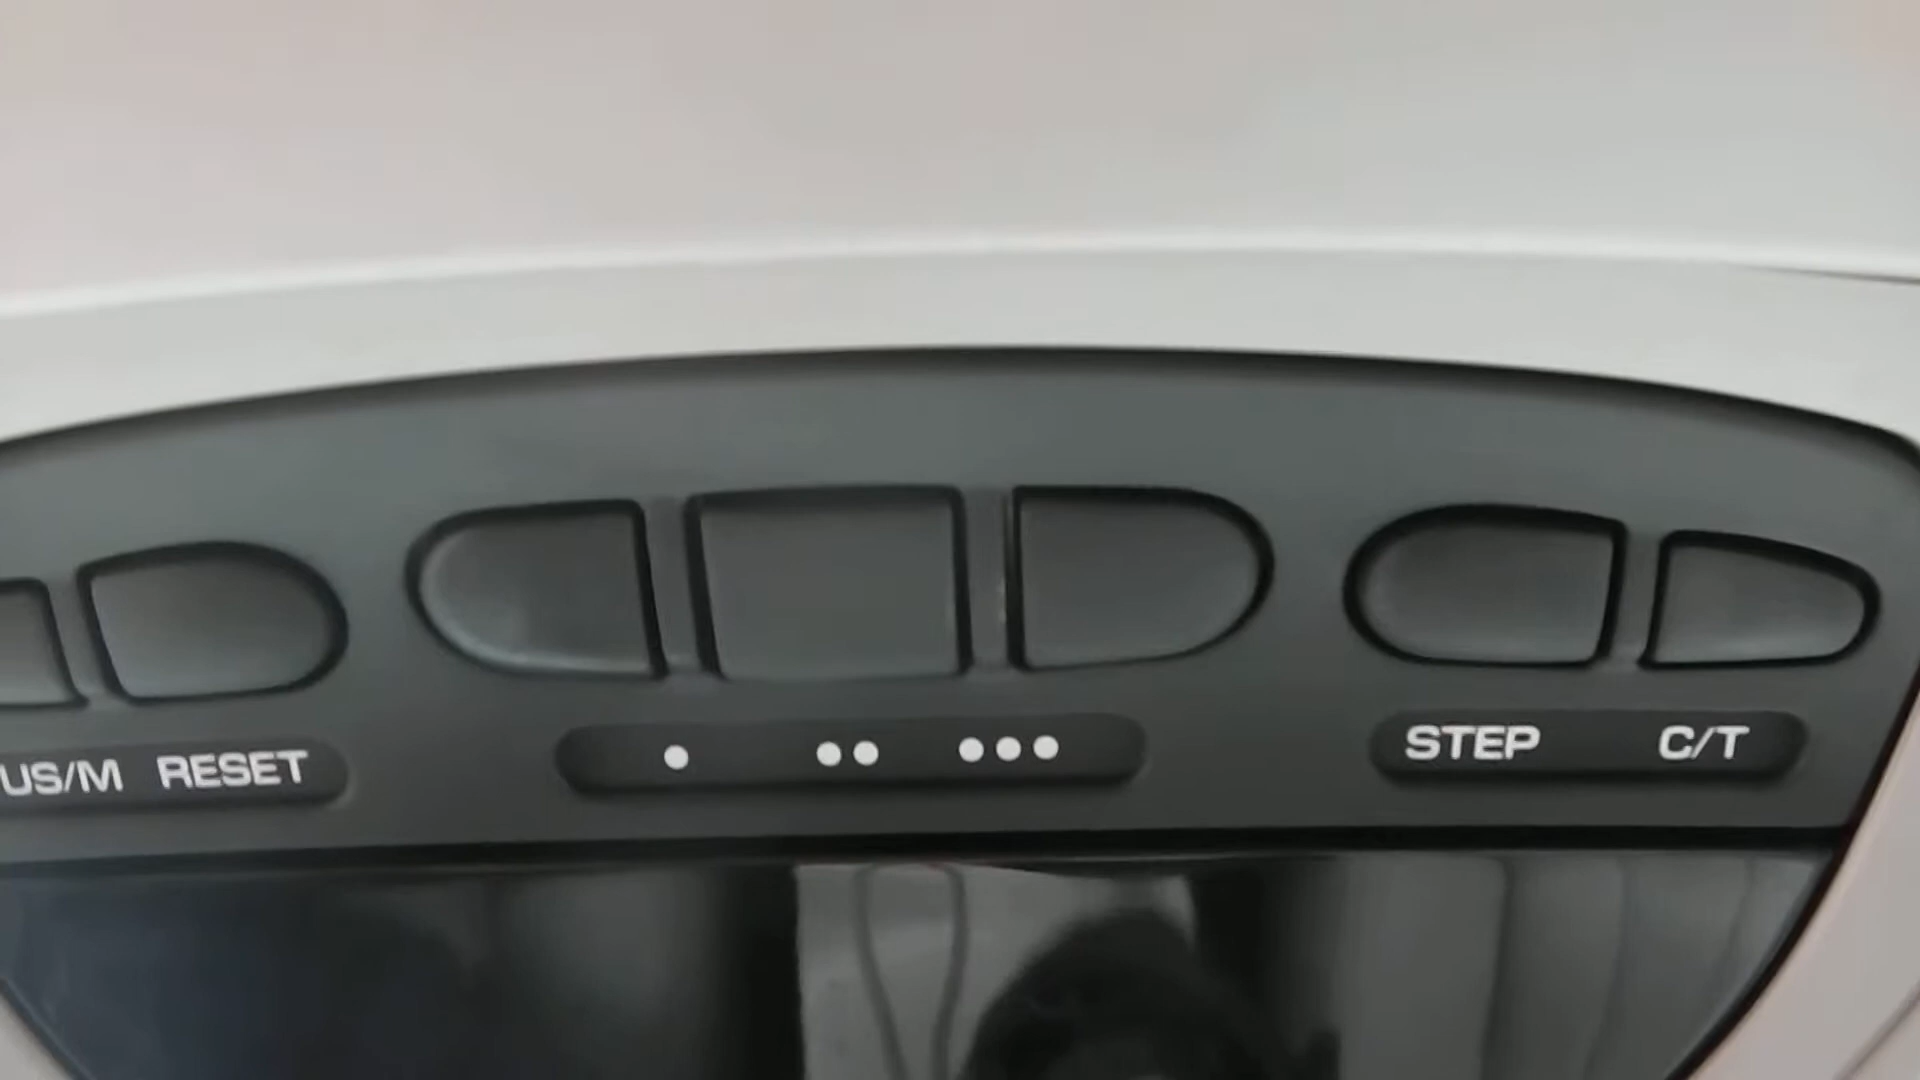 US/M RESET
● ●● ●●● STEP C/T